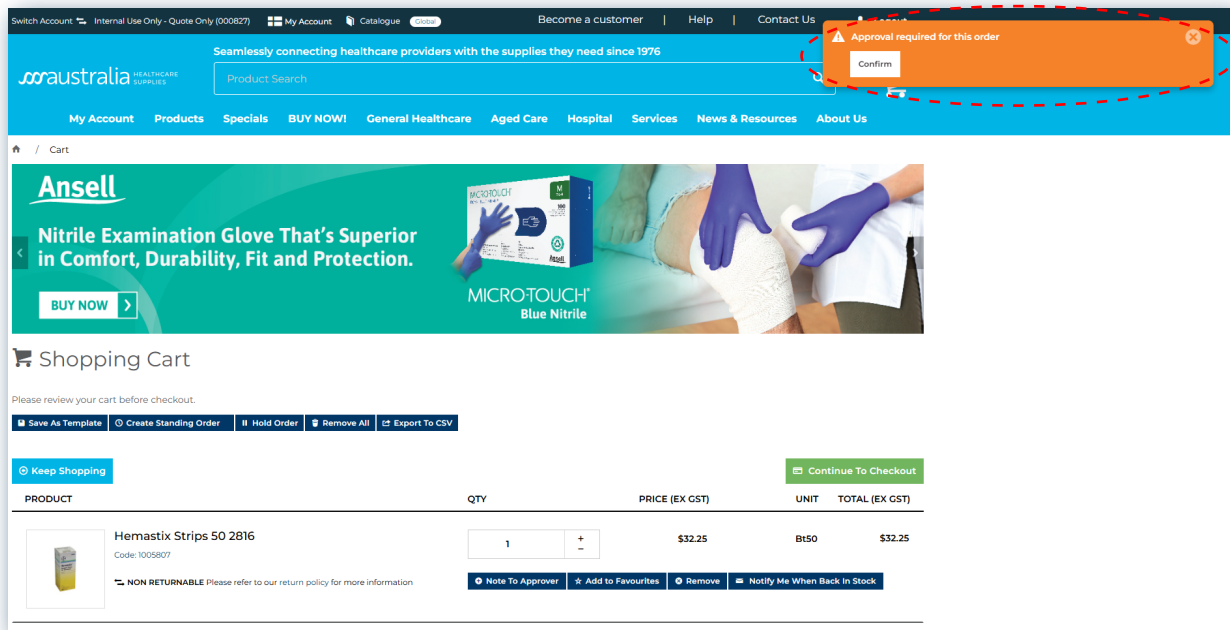 Switch Account Internal Use Only - Quote Only (000827) My Account Catalogue Global Become a customer | Help | Contact Us
Approval required for this order
Confirm
Seamlessly connecting healthcare providers with the supplies they need since 1976
australia HEALTHCARE SUPPLIES
Product Search
My Account Products Specials BUY NOW! General Healthcare Aged Care Hospital Services News & Resources About Us
/ Cart
Ansell
Nitrile Examination Glove That's Superior
in Comfort, Durability, Fit and Protection.
BUY NOW
MICRO-TOUCH®
Blue Nitrile
Shopping Cart
Please review your cart before checkout.
Save As Template Create Standing Order Hold Order Remove All Export To CSV
Keep Shopping Continue To Checkout
PRODUCT QTY PRICE (EX GST) UNIT TOTAL (EX GST)
Hemastix Strips 50 2816
Code: 1005807
1 + - $32.25 Bt50 $32.25
NON RETURNABLE Please refer to our return policy for more information
Note To Approver Add to Favourites Remove Notify Me When Back In Stock